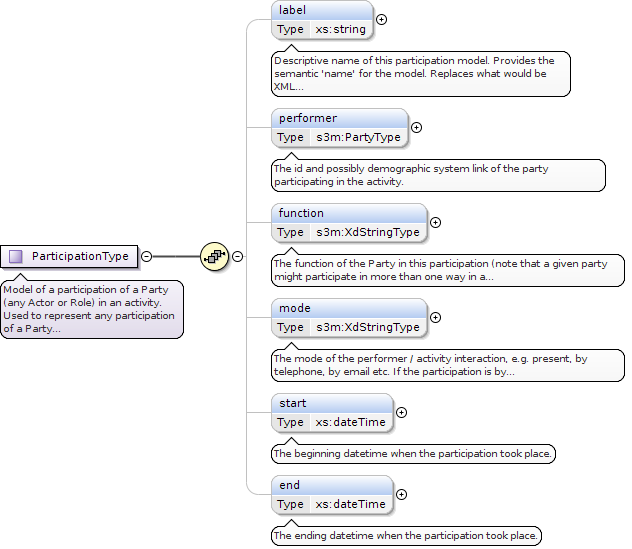 label
Type xs:string
Descriptive name of this participation model. Provides the
semantic 'name' for the model. Replaces what would be
XML...
performer
Type s3m:PartyType
The id and possibly demographic system link of the party
participating in the activity.
function
Type s3m:XdStringType
The function of the Party in this participation (note that a given party
might participate in more than one way in a...
ParticipationType
Model of a participation of a Party
(any Actor or Role) in an activity.
Used to represent any participation
of a Party...
mode
Type s3m:XdStringType
The mode of the performer / activity interaction, e.g. present, by
telephone, by email etc. If the participation is by...
start
Type xs:dateTime
The beginning datetime when the participation took place.
end
Type xs:dateTime
The ending datetime when the participation took place.